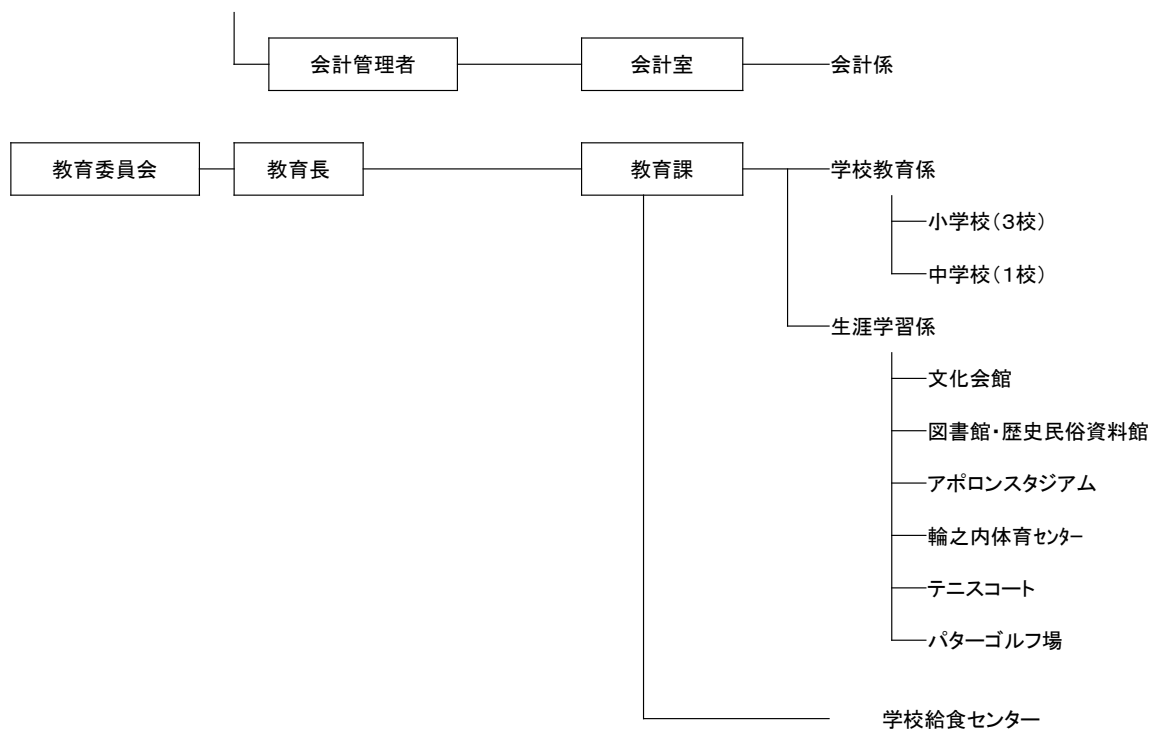 会計管理者 会計室 会計係
教育委員会 教育長 教育課 学校教育係
小学校(3校)
中学校(1校)
生涯学習係
文化会館
図書館・歴史民俗資料館
アポロンスタジアム
輪之内体育ｾﾝﾀｰ
テニスコート
パターゴルフ場
学校給食センター